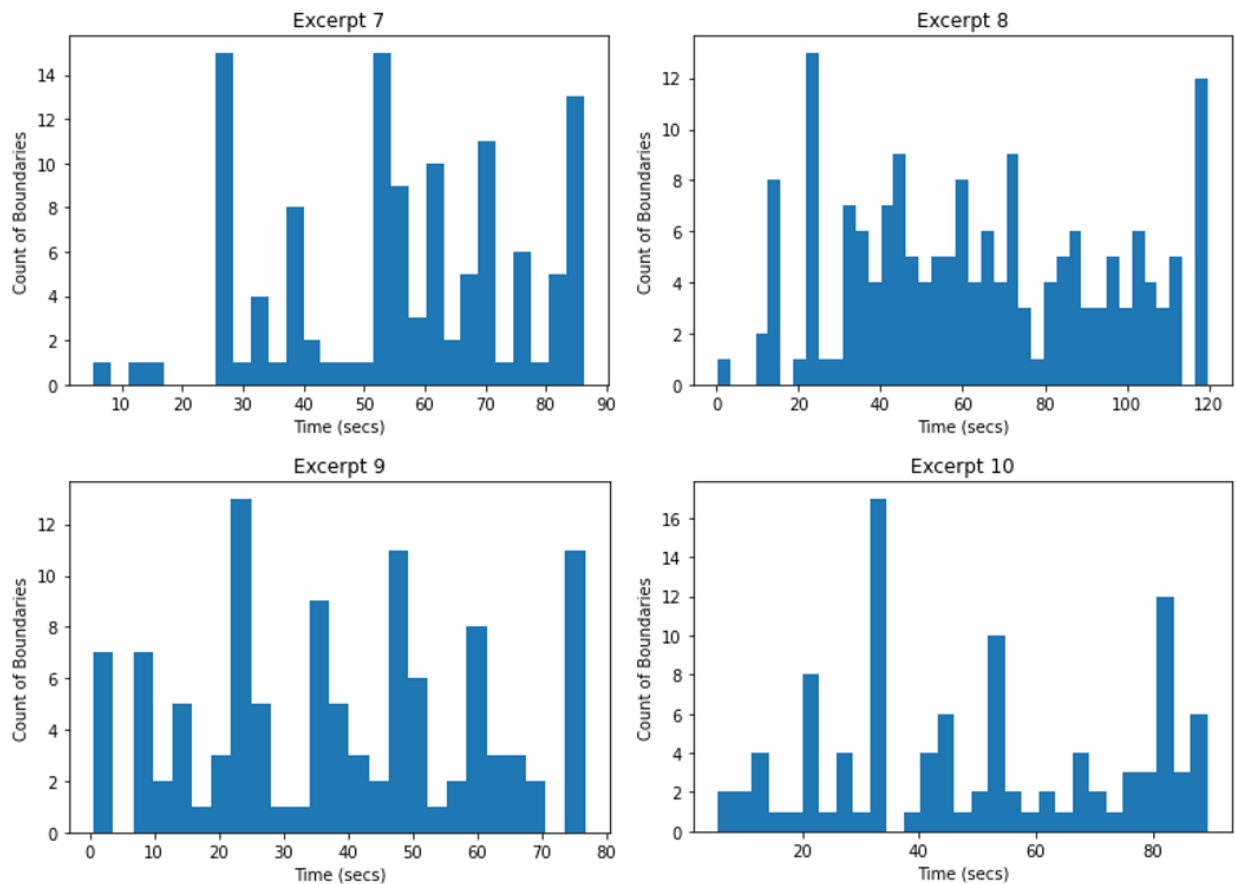 Excerpt 7
14
12
10
8
6
4
2
0
Count of Boundaries
10 20 30 40 50 60 70 80 90
Time (secs)
Excerpt 8
12
10
8
6
4
2
0
Count of Boundaries
0 20 40 60 80 100 120
Time (secs)
Excerpt 9
12
10
8
6
4
2
0
Count of Boundaries
0 10 20 30 40 50 60 70 80
Time (secs)
Excerpt 10
16
14
12
10
8
6
4
2
0
Count of Boundaries
20 40 60 80
Time (secs)